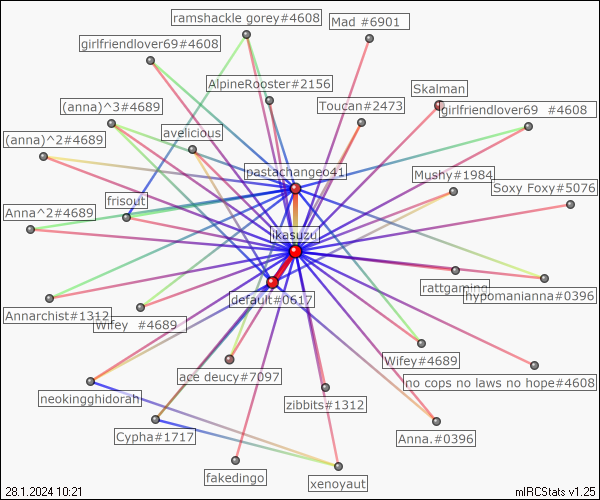 ramshackle gorey#4608
Mad #6901
girlfriendlover69#4608
AlpineRooster#2156
Skalman
(anna)^3#4689
Toucan#2473
girlfriendlover69 #4608
avelicious
(anna)^2#4689
pastachangeo41
Mushy#1984
Soxy Foxy#5076
frisout
Anna^2#4689
ikasuzu
rattgaming
hypomanianna#0396
default#0617
Annarchist#1312
Wifey #4689
Wifey#4689
ace deucy#7097
no cops no laws no hope#4608
neokingghidorah
zibbits#1312
Cypha#1717
Anna.#0396
fakedingo
xenoyaut
28.1.2024 10:21
mIRCStats v1.25